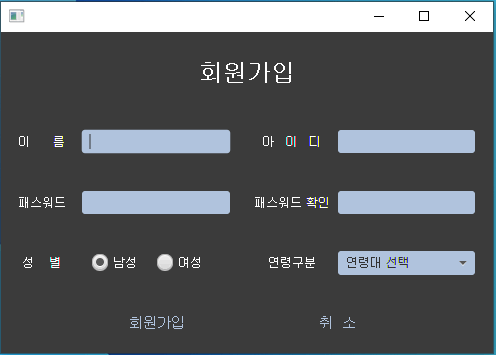 회원가입
이 름 아 이 디
패스워드 패스워드 확인
성 별 남성 여성 연령구분 연령대 선택
회원가입 취 소